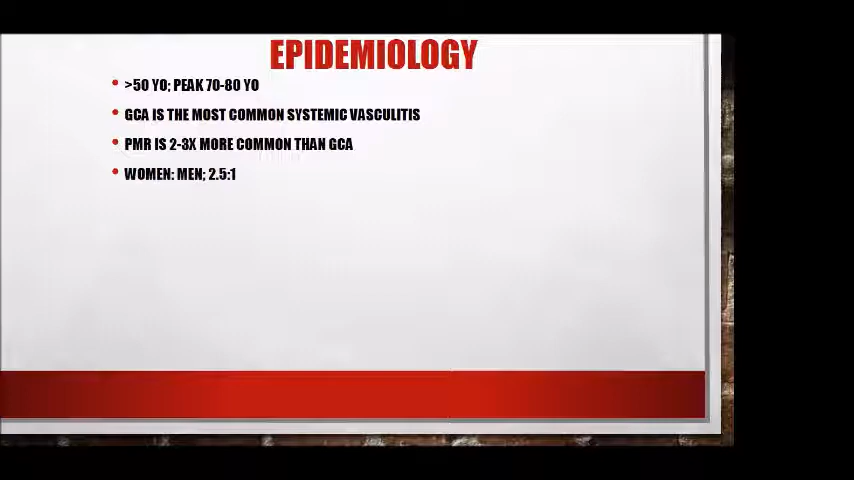 EPIDEMIOLOGY
• >50 YO; PEAK 70-80 YO
• GCA IS THE MOST COMMON SYSTEMIC VASCULITIS
• PMR IS 2-3X MORE COMMON THAN GCA
• WOMEN: MEN; 2.5:1